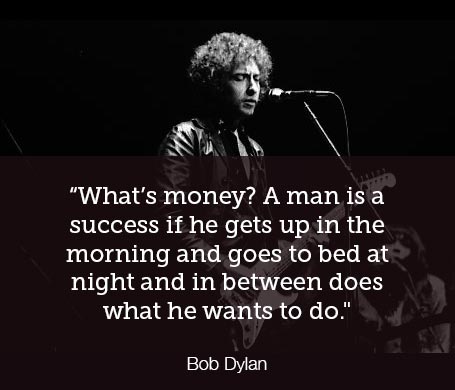 “What’s money? A man is a
success if he gets up in the
morning and goes to bed at
night and in between does
what he wants to do."
Bob Dylan